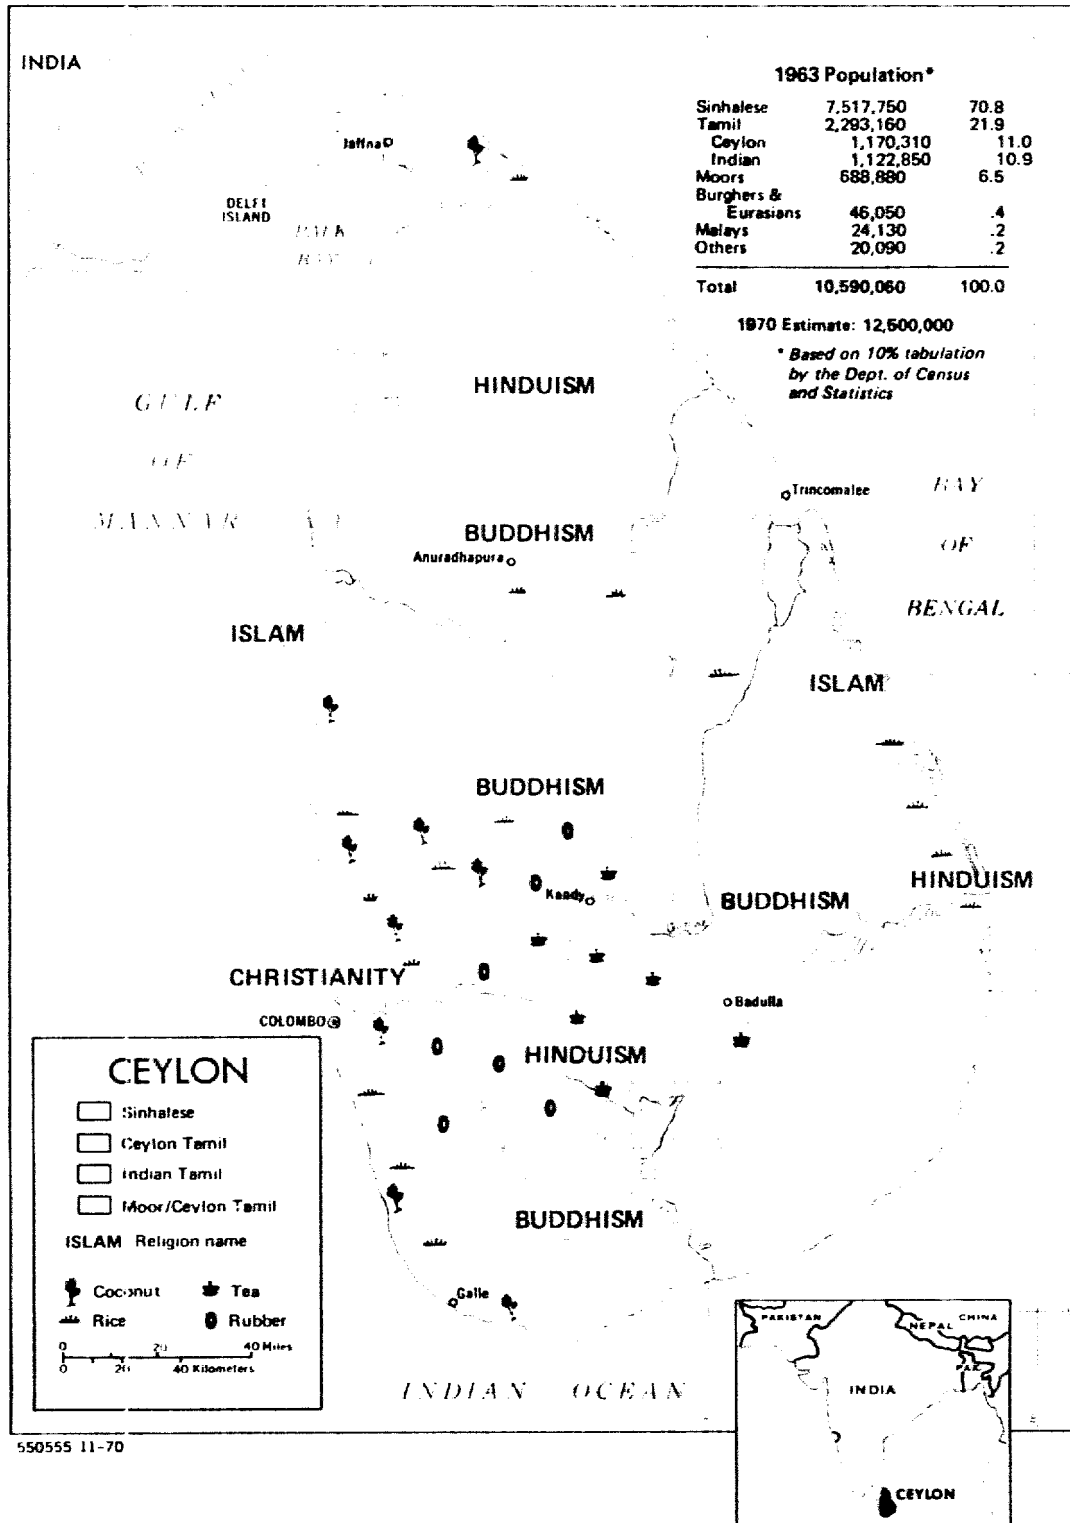 INDIA
1963 Population*
Sinhalese 7,517,750 70.8
Tamil 2,293,160 21.9
Ceylon 1,170,310 11.0
Indian 1,122,850 10.9
Moors 688,880 6.5
Burghers &
Eurasians 46,050 .4
Malays 24,130 .2
Others 20,090 .2
Total 10,590,060 100.0
1970 Estimate: 12,500,000
* Based on 10% tabulation
by the Dept. of Census
and Statistics
Jaffna
DELFT
ISLAND
PALK
BAY
HINDUISM
GULF
OF
MANNAR
Trincomalee
BAY
OF
BENGAL
BUDDHISM
Anuradhapura
ISLAM
ISLAM
BUDDHISM
Kandy
BUDDHISM
HINDUISM
CHRISTIANITY
COLOMBO
Badulla
HINDUISM
BUDDHISM
Galle
INDIAN OCEAN
CEYLON
Sinhalese
Ceylon Tamil
Indian Tamil
Moor/Ceylon Tamil
ISLAM Religion name
Coconut Tea
Rice Rubber
0 20 40 Miles
0 20 40 Kilometers
550555 11-70
PAKISTAN
NEPAL
CHINA
PAK.
INDIA
CEYLON